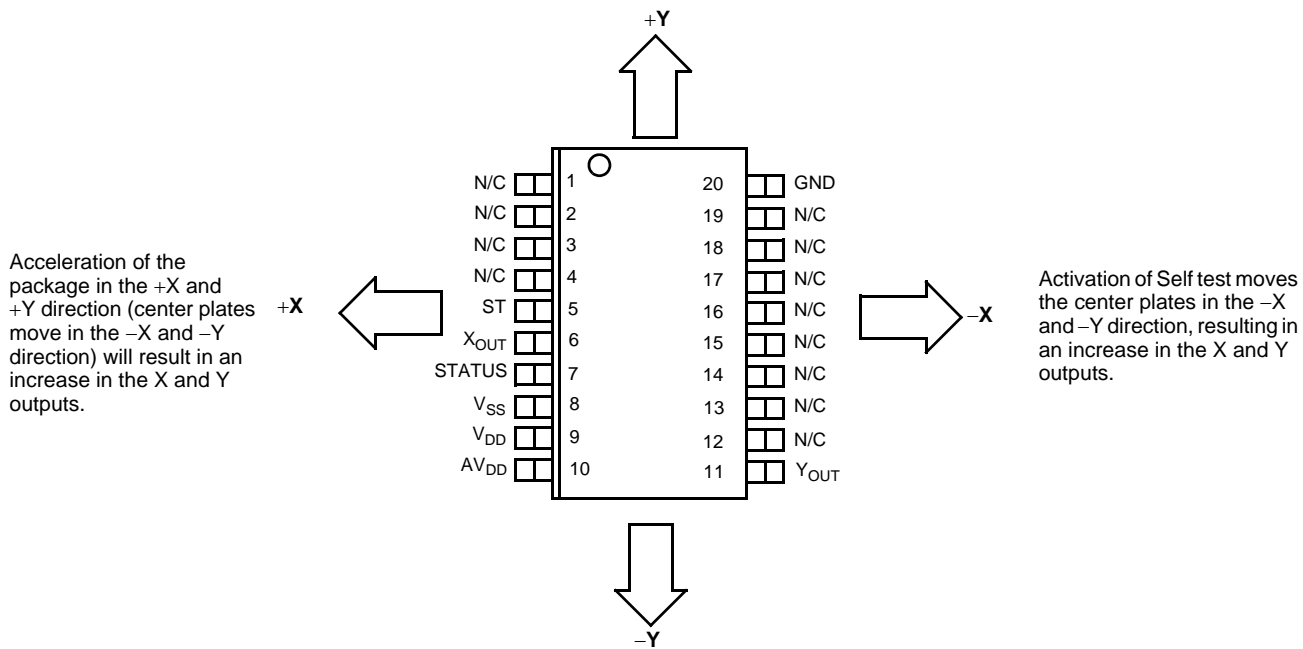 +Y
N/C 1
N/C 2
N/C 3
N/C 4
ST 5
XOUT 6
STATUS 7
VSS 8
VDD 9
AVDD 10
20 GND
19 N/C
18 N/C
17 N/C
16 N/C
15 N/C
14 N/C
13 N/C
12 N/C
11 YOUT
Acceleration of the
package in the +X and
+Y direction (center plates
move in the −X and −Y
direction) will result in an
increase in the X and Y
outputs.
+X
−X
Activation of Self test moves
the center plates in the −X
and −Y direction, resulting in
an increase in the X and Y
outputs.
−Y